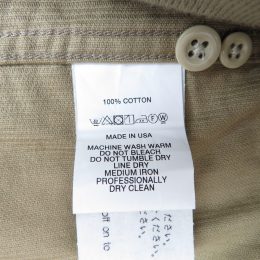 100% COTTON
MADE IN USA
MACHINE WASH WARM
DO NOT BLEACH
DO NOT TUMBLE DRY
LINE DRY
MEDIUM IRON
PROFESSIONALLY
DRY CLEAN